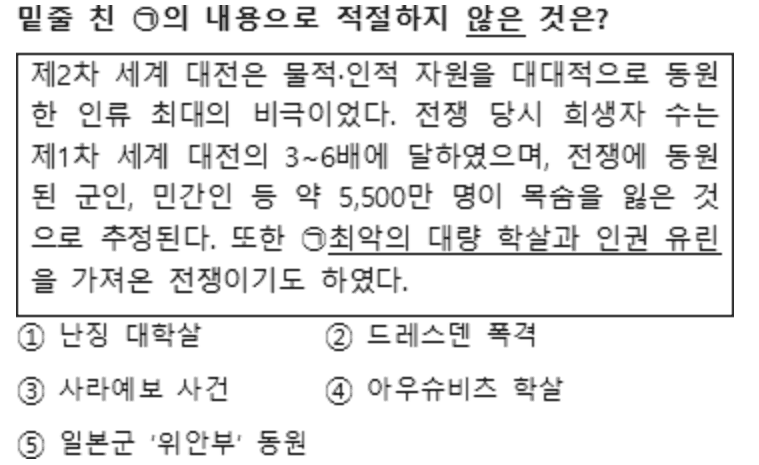 밑줄 친 ㉠의 내용으로 적절하지 않은 것은?
제2차 세계 대전은 물적·인적 자원을 대대적으로 동원
한 인류 최대의 비극이었다. 전쟁 당시 희생자 수는
제1차 세계 대전의 3~6배에 달하였으며, 전쟁에 동원
된 군인, 민간인 등 약 5,500만 명이 목숨을 잃은 것
으로 추정된다. 또한 ㉠최악의 대량 학살과 인권 유린
을 가져온 전쟁이기도 하였다.
① 난징 대학살 ② 드레스덴 폭격
③ 사라예보 사건 ④ 아우슈비츠 학살
⑤ 일본군 '위안부' 동원